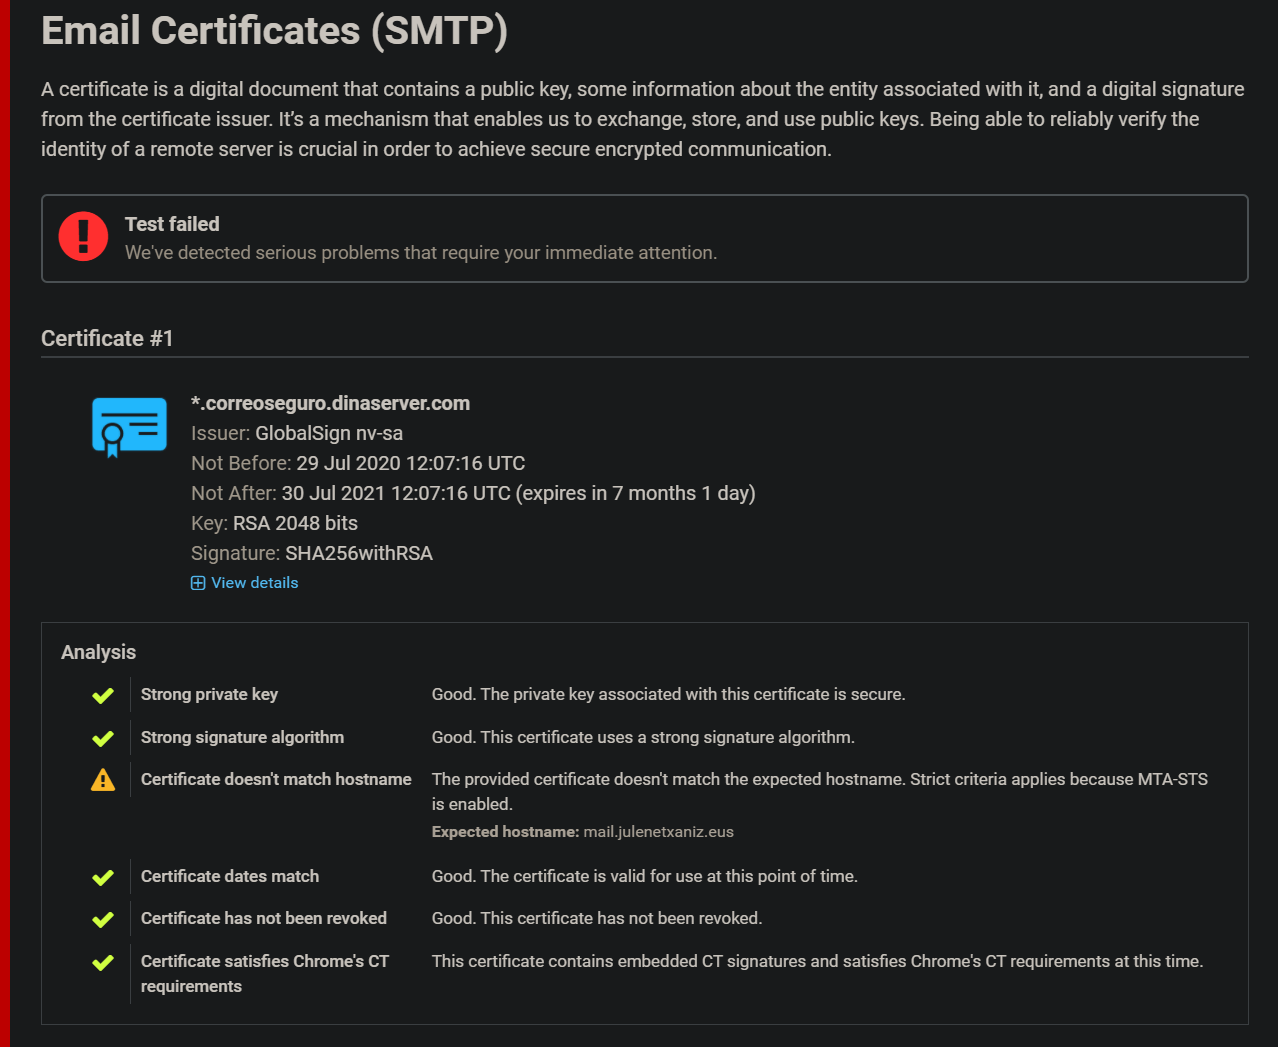 Email Certificates (SMTP)
A certificate is a digital document that contains a public key, some information about the entity associated with it, and a digital signature
from the certificate issuer. It’s a mechanism that enables us to exchange, store, and use public keys. Being able to reliably verify the
identity of a remote server is crucial in order to achieve secure encrypted communication.
Test failed
We've detected serious problems that require your immediate attention.
Certificate #1
*.correoseguro.dinaserver.com
Issuer: GlobalSign nv-sa
Not Before: 29 Jul 2020 12:07:16 UTC
Not After: 30 Jul 2021 12:07:16 UTC (expires in 7 months 1 day)
Key: RSA 2048 bits
Signature: SHA256withRSA
View details
Analysis
Strong private key Good. The private key associated with this certificate is secure.
Strong signature algorithm Good. This certificate uses a strong signature algorithm.
Certificate doesn't match hostname The provided certificate doesn't match the expected hostname. Strict criteria applies because MTA-STS
is enabled.
Expected hostname: mail.julenetxaniz.eus
Certificate dates match Good. The certificate is valid for use at this point of time.
Certificate has not been revoked Good. This certificate has not been revoked.
Certificate satisfies Chrome's CT This certificate contains embedded CT signatures and satisfies Chrome's CT requirements at this time.
requirements